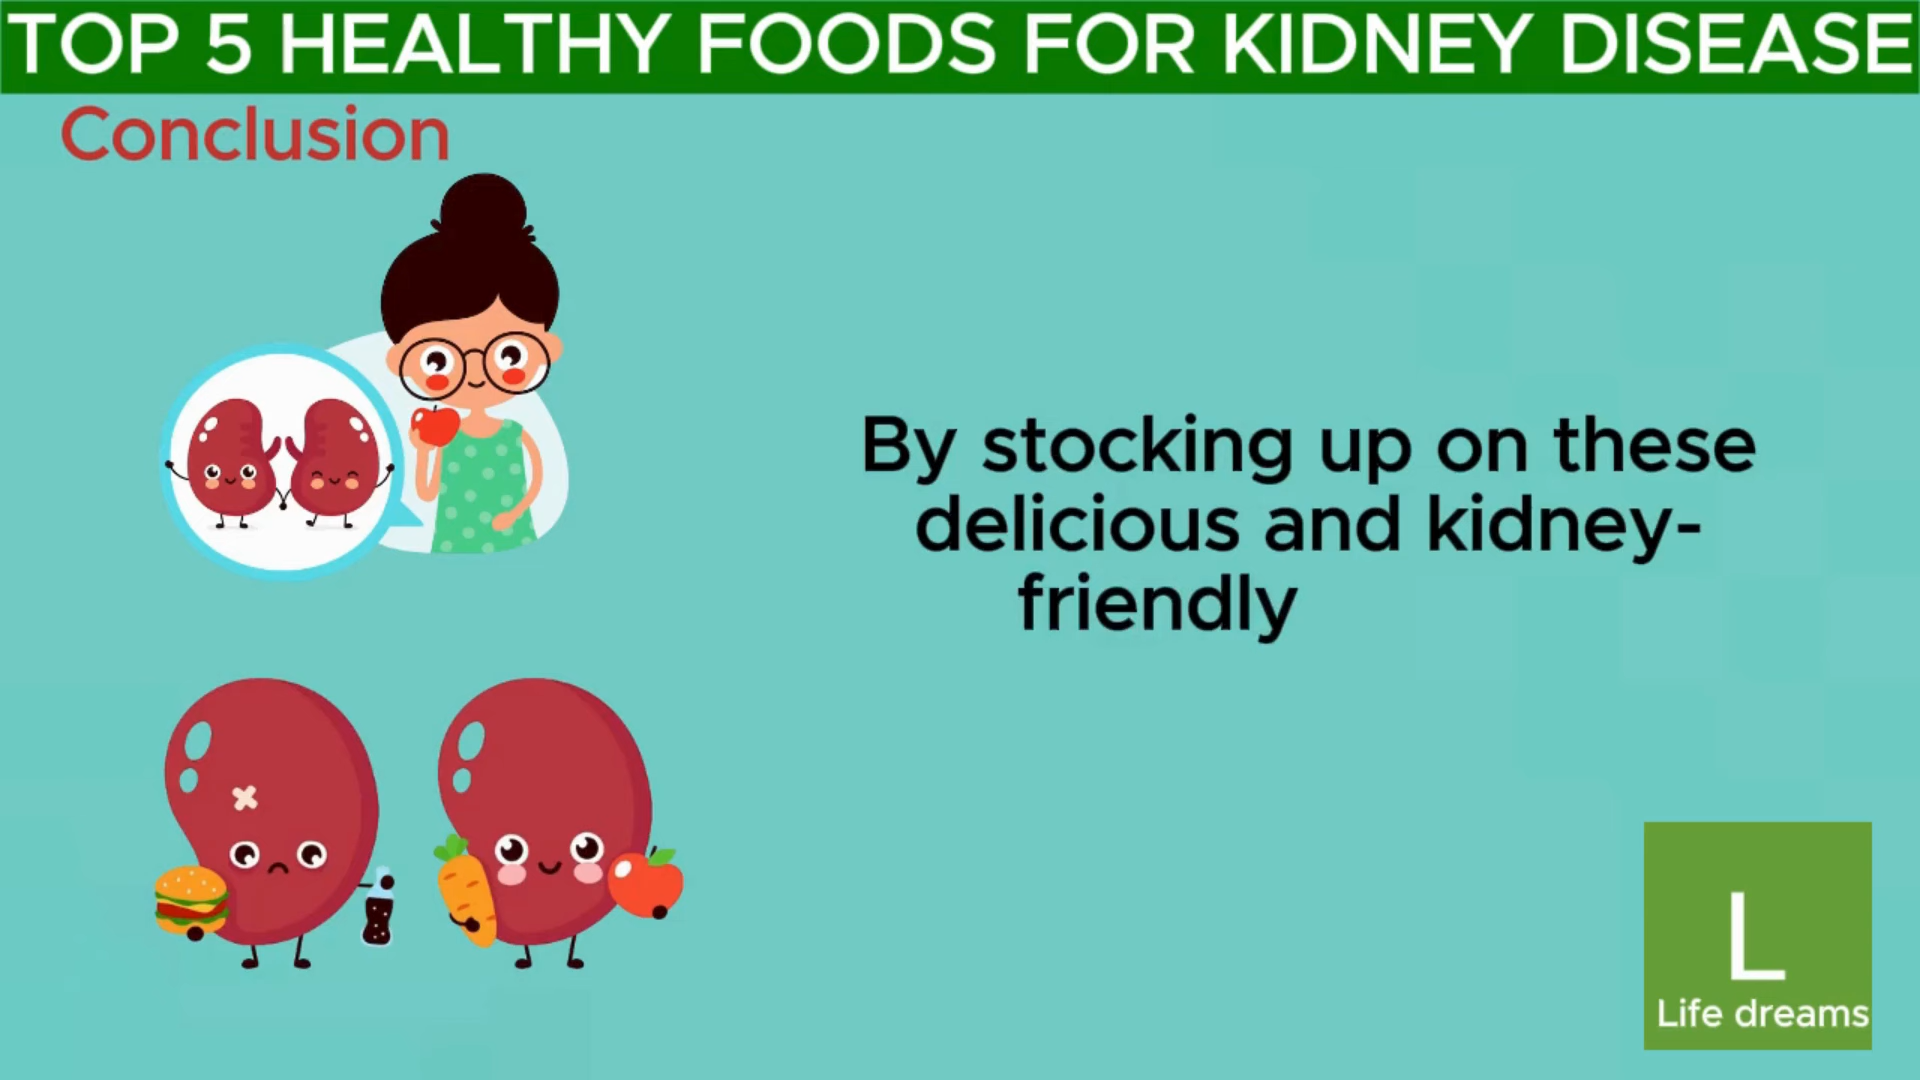 TOP 5 HEALTHY FOODS FOR KIDNEY DISEASE
Conclusion
By stocking up on these
delicious and kidney-
friendly
L
Life dreams